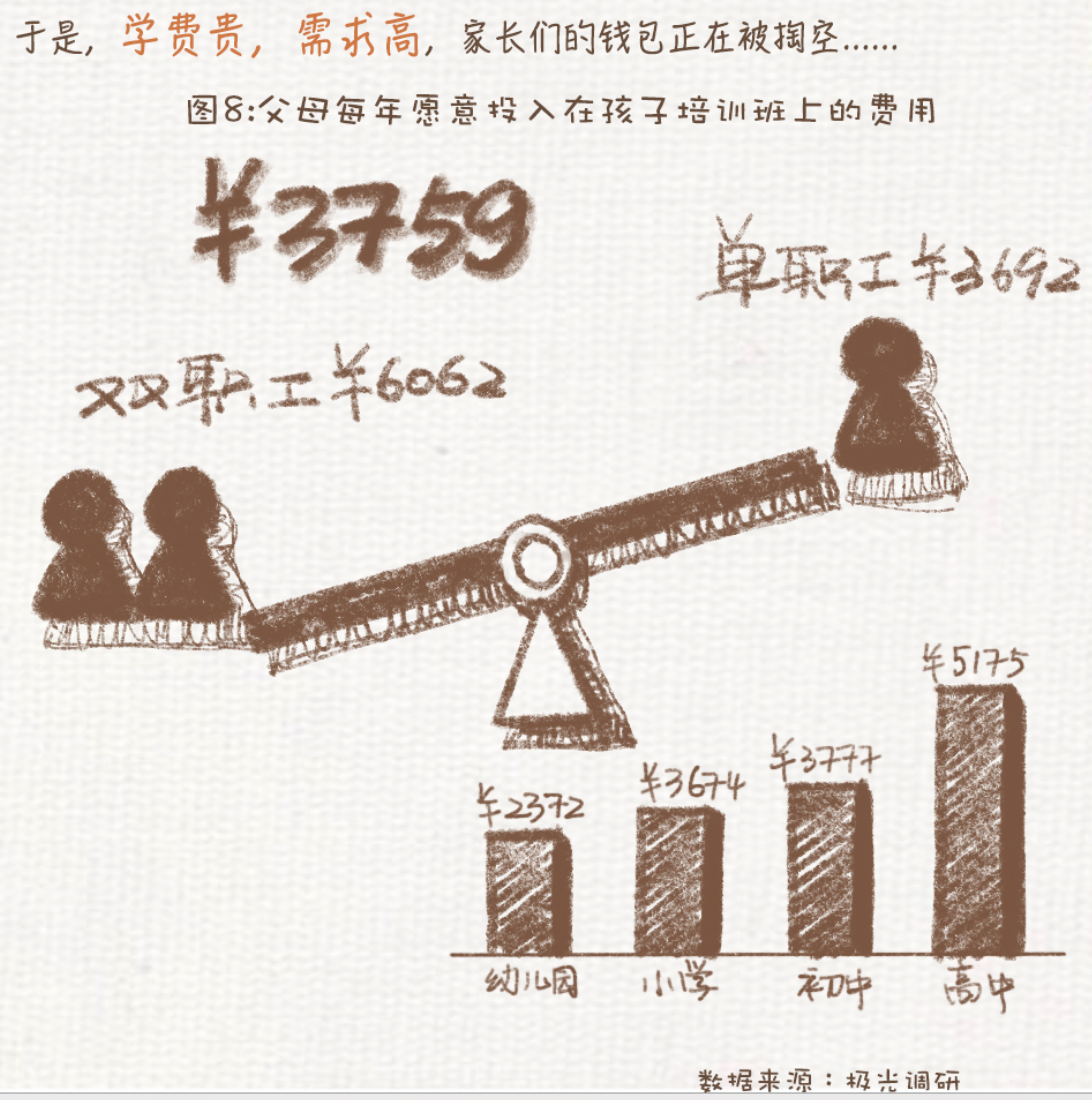 于是，学费贵，需求高，家长们的钱包正在被掏空......
图8:父母每年愿意投入在孩子培训班上的费用
¥3759
单职工¥3692
双职工¥6062
¥5175
¥3777
¥3674
¥2372
幼儿园 小学 初中 高中
数据来源：极光调研